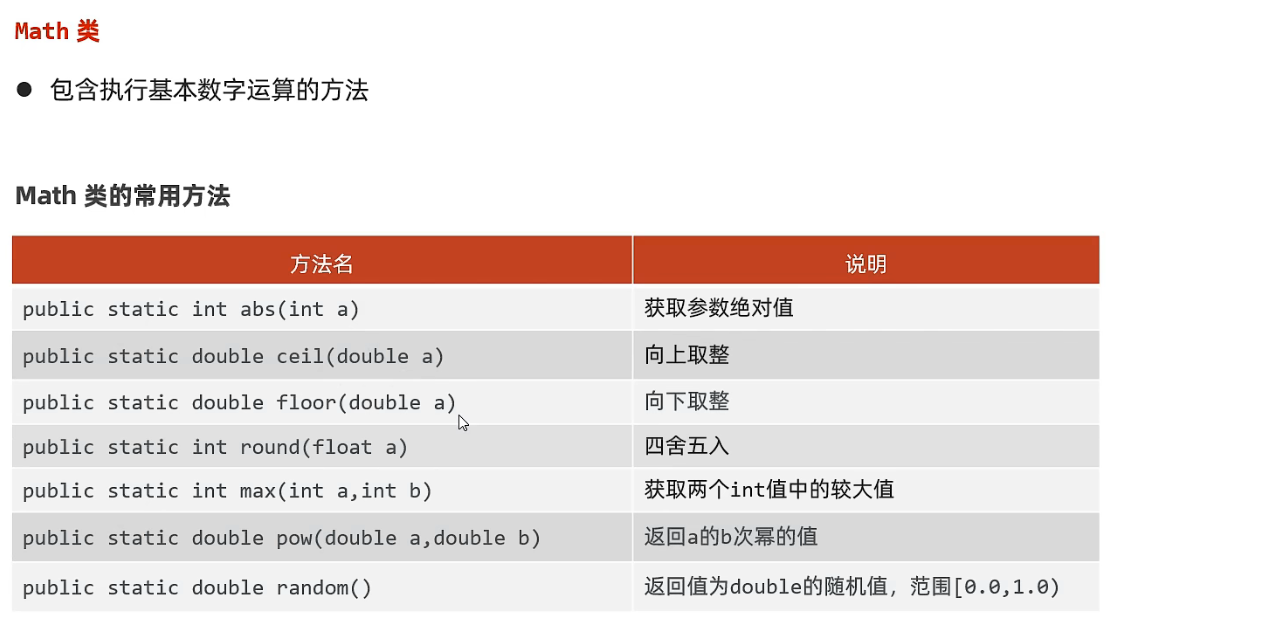 Math 类
● 包含执行基本数字运算的方法
Math 类的常用方法
方法名 说明
public static int abs(int a) 获取参数绝对值
public static double ceil(double a) 向上取整
public static double floor(double a) 向下取整
public static int round(float a) 四舍五入
public static int max(int a,int b) 获取两个int值中的较大值
public static double pow(double a,double b) 返回a的b次幂的值
public static double random() 返回值为double的随机值，范围[0.0,1.0)